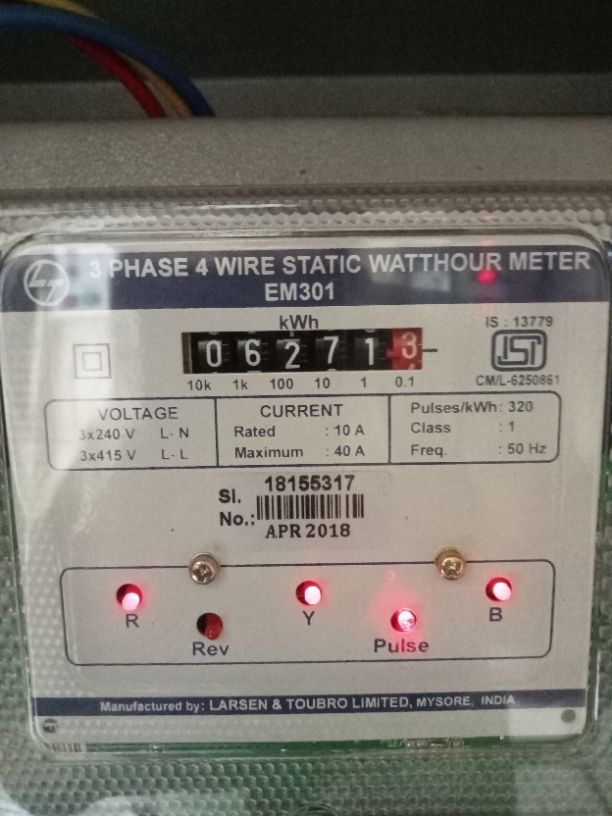 LT
3 PHASE 4 WIRE STATIC WATTHOUR METER
EM301
kWh
0 6 2 7 1 3
10k 1k 100 10 1 0.1
IS : 13779
ISI
CM/L-6250861
VOLTAGE
3x240 V L- N
3x415 V L- L
CURRENT
Rated : 10 A
Maximum : 40 A
Pulses/kWh: 320
Class : 1
Freq. : 50 Hz
Sl. No.: 18155317
APR 2018
R Y B
Rev Pulse
Manufactured by: LARSEN & TOUBRO LIMITED, MYSORE, INDIA